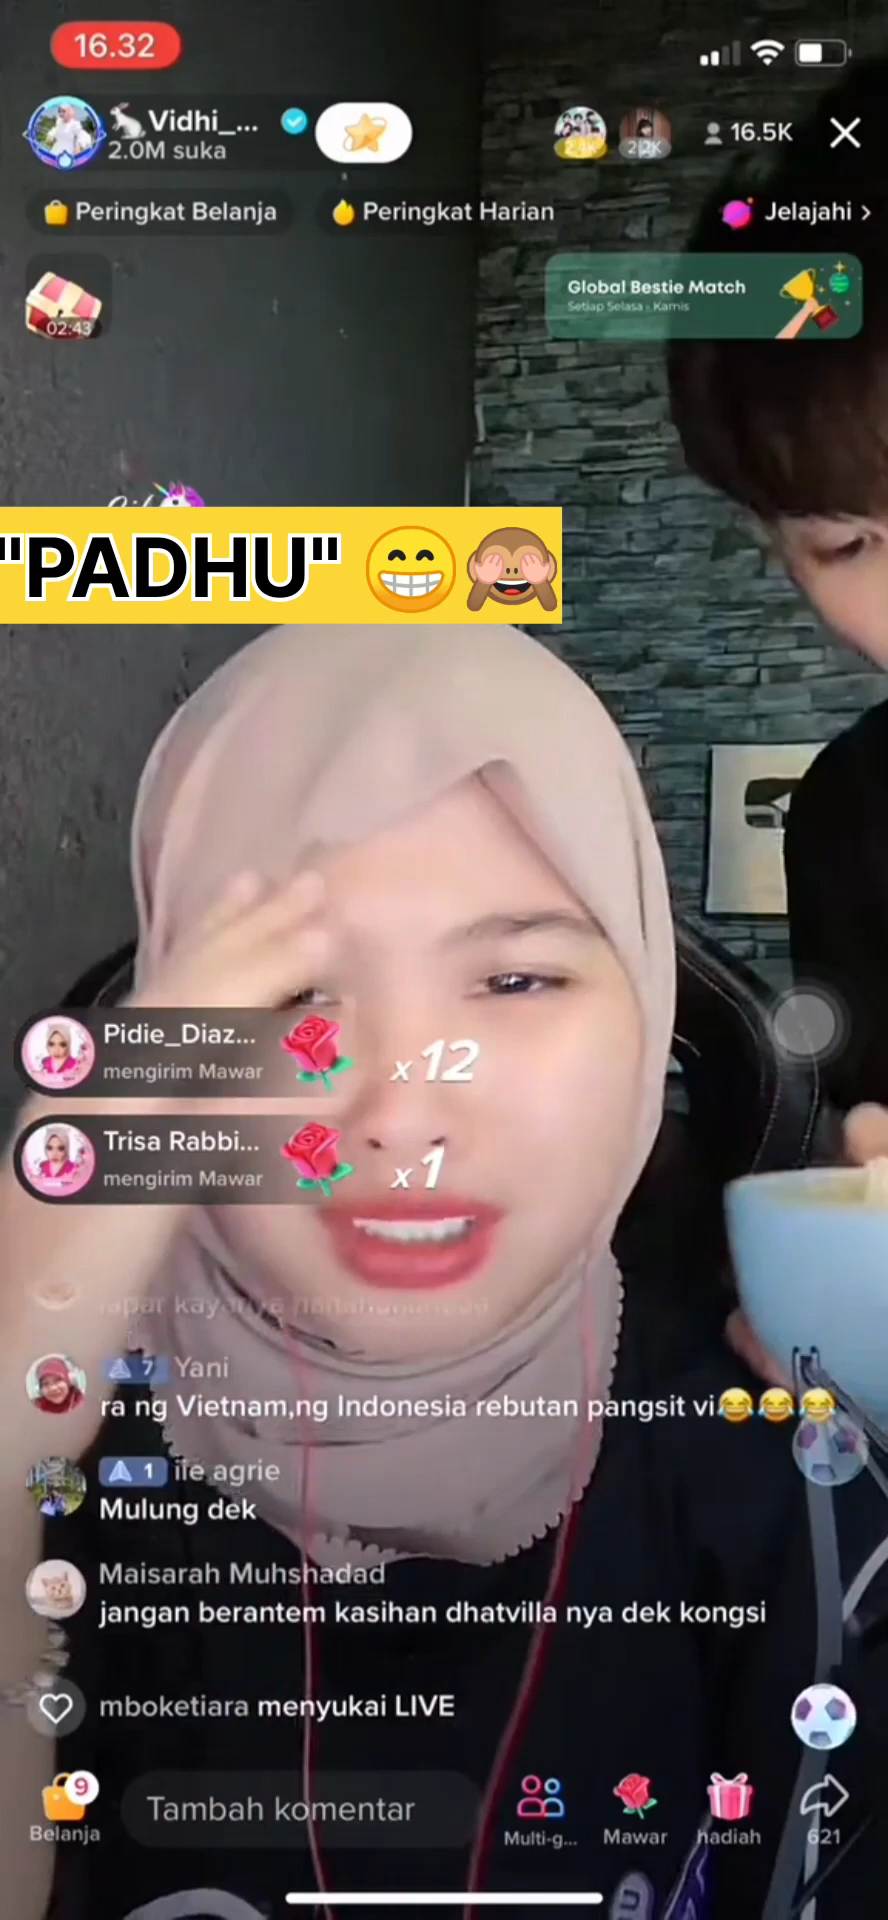 16.32
Vidhi_...
2.0M suka
16.5K
Peringkat Belanja
Peringkat Harian
Jelajahi >
02:43
Global Bestie Match
Setiap Selasa - Kamis
"PADHU" 😁🙈
Pidie_Diaz...
mengirim Mawar
x12
Trisa Rabbi...
mengirim Mawar
x1
7 Yani
ra ng Vietnam,ng Indonesia rebutan pangsit vi😂😂😂
1 iie agrie
Mulung dek
Maisarah Muhshadad
jangan berantem kasihan dhatvilla nya dek kongsi
mboketiara menyukai LIVE
9
Belanja
Tambah komentar
Multi-g...
Mawar
hadiah
621